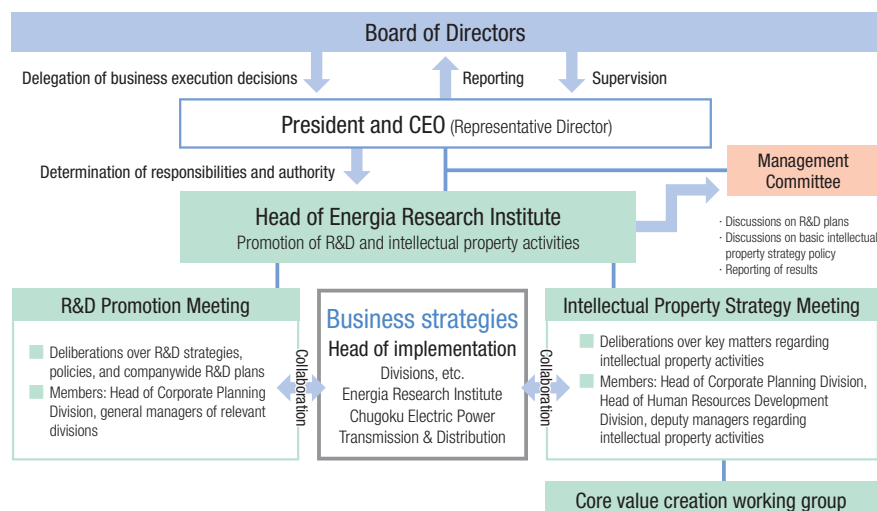 Board of Directors
Delegation of business execution decisions
Reporting
Supervision
President and CEO (Representative Director)
Determination of responsibilities and authority
Management
Committee
Head of Energia Research Institute
Promotion of R&D and intellectual property activities
· Discussions on R&D plans
· Discussions on basic intellectual
property strategy policy
· Reporting of results
R&D Promotion Meeting
Deliberations over R&D strategies,
policies, and companywide R&D plans
Members: Head of Corporate Planning
Division, general managers of relevant
divisions
Collaboration
Business strategies
Head of implementation
Divisions, etc.
Energia Research Institute
Chugoku Electric Power
Transmission & Distribution
Collaboration
Intellectual Property Strategy Meeting
Deliberations over key matters regarding
intellectual property activities
Members: Head of Corporate Planning Division,
Head of Human Resources Development
Division, deputy managers regarding
intellectual property activities
Core value creation working group